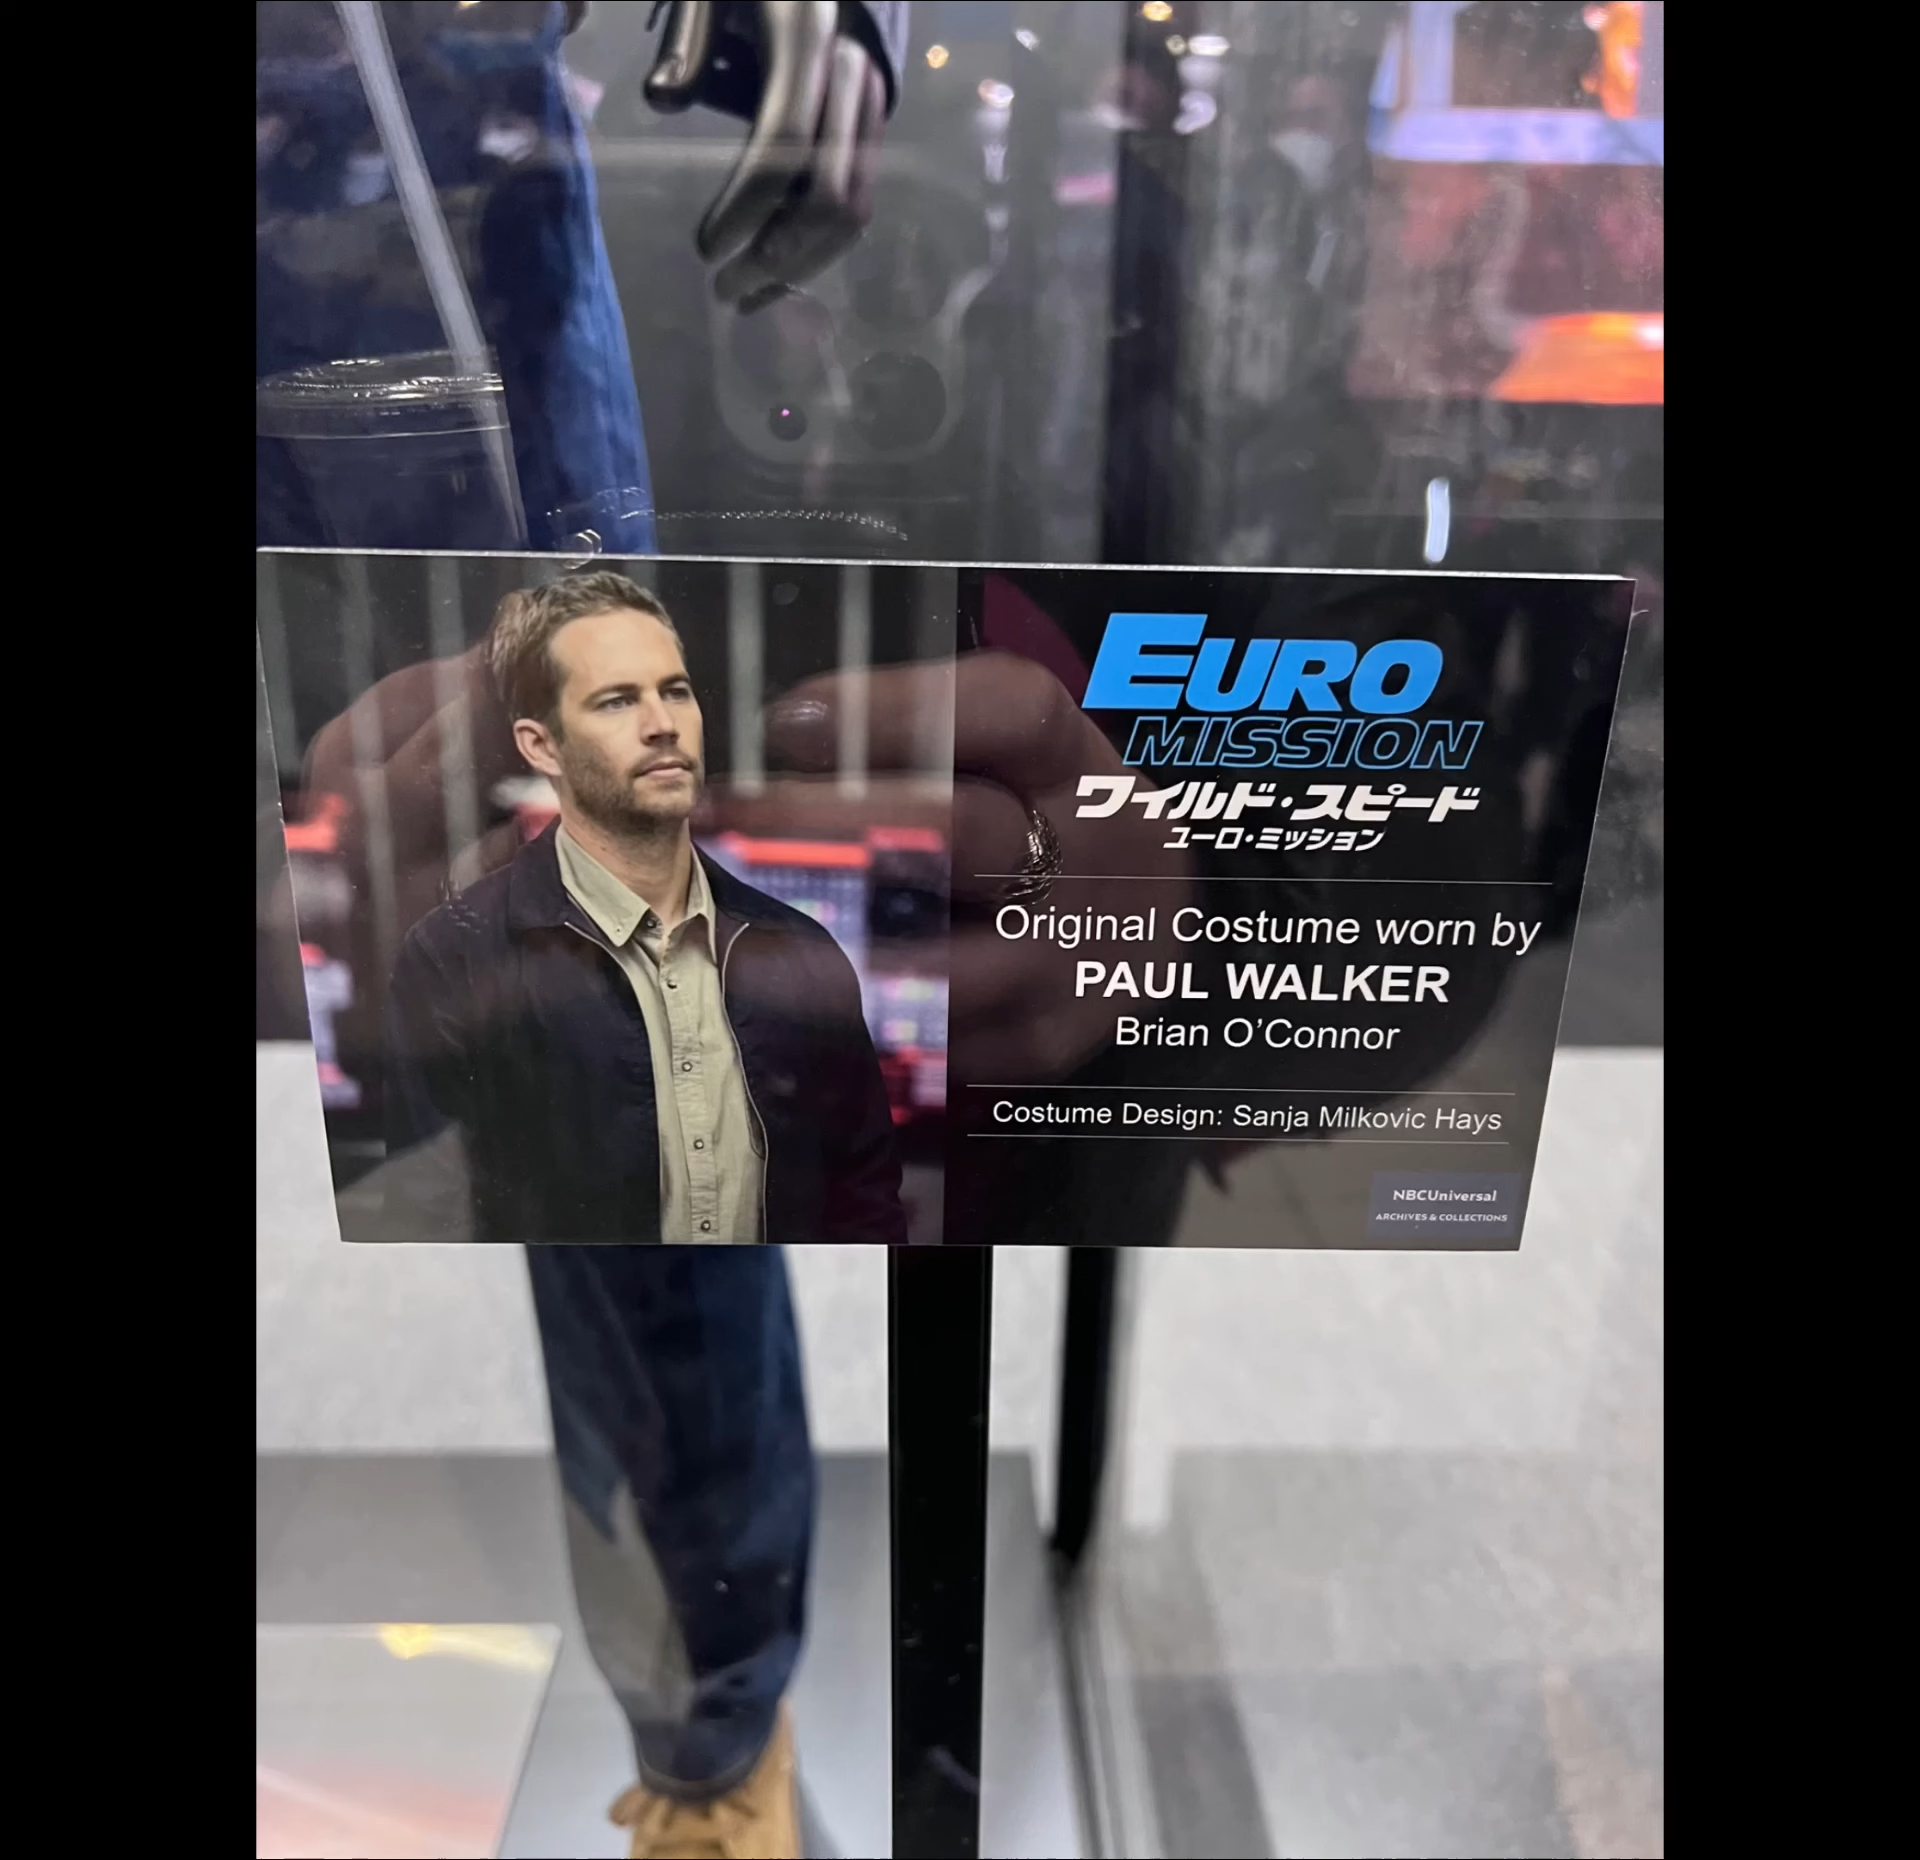 EURO
MISSION
ワイルド・スピード
ユーロ・ミッション
Original Costume worn by
PAUL WALKER
Brian O’Connor
Costume Design: Sanja Milkovic Hays
NBCUniversal
ARCHIVES & COLLECTIONS